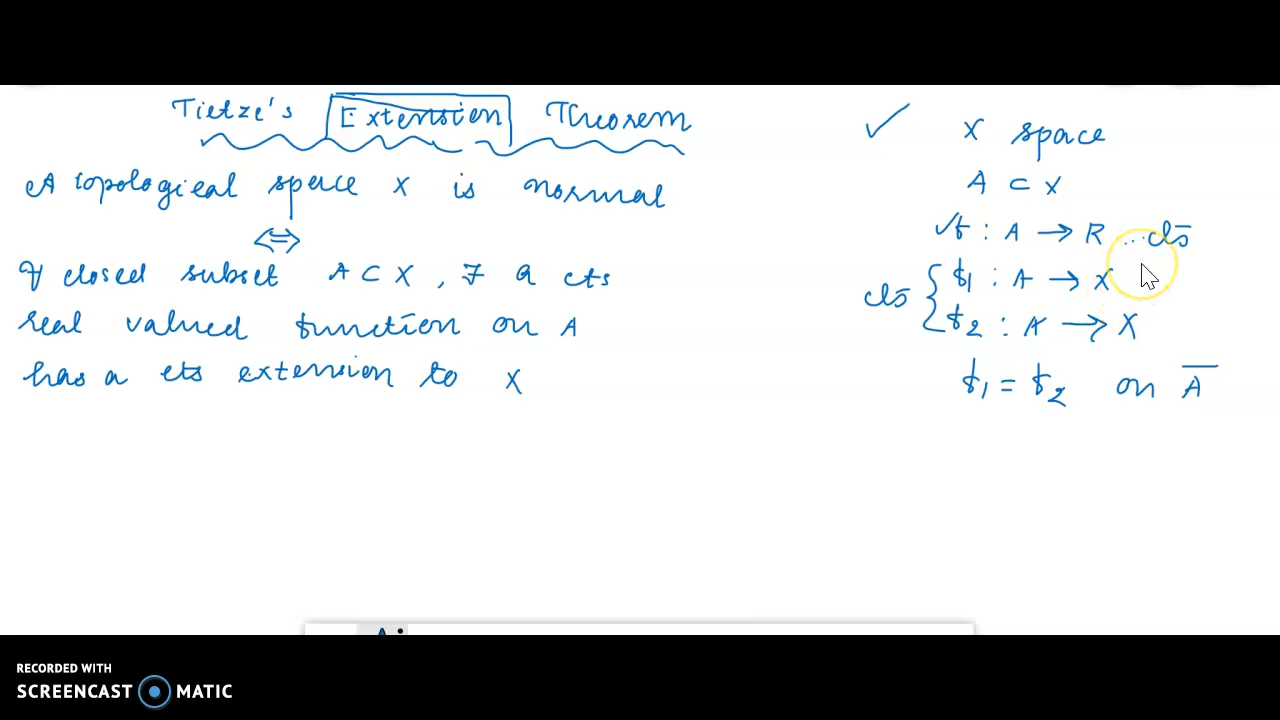 Tietze's Extension Theorem
A topological space X is normal
⇔
∀ closed subset A ⊂ X, ∃ a cts
real valued function on A
has a cts extension to X
✓ X space
A ⊂ X
f : A → R ... cts
cts { f1 : A → X
f2 : A → X
f1 = f2 on A̅
RECORDED WITH
SCREENCAST MATIC